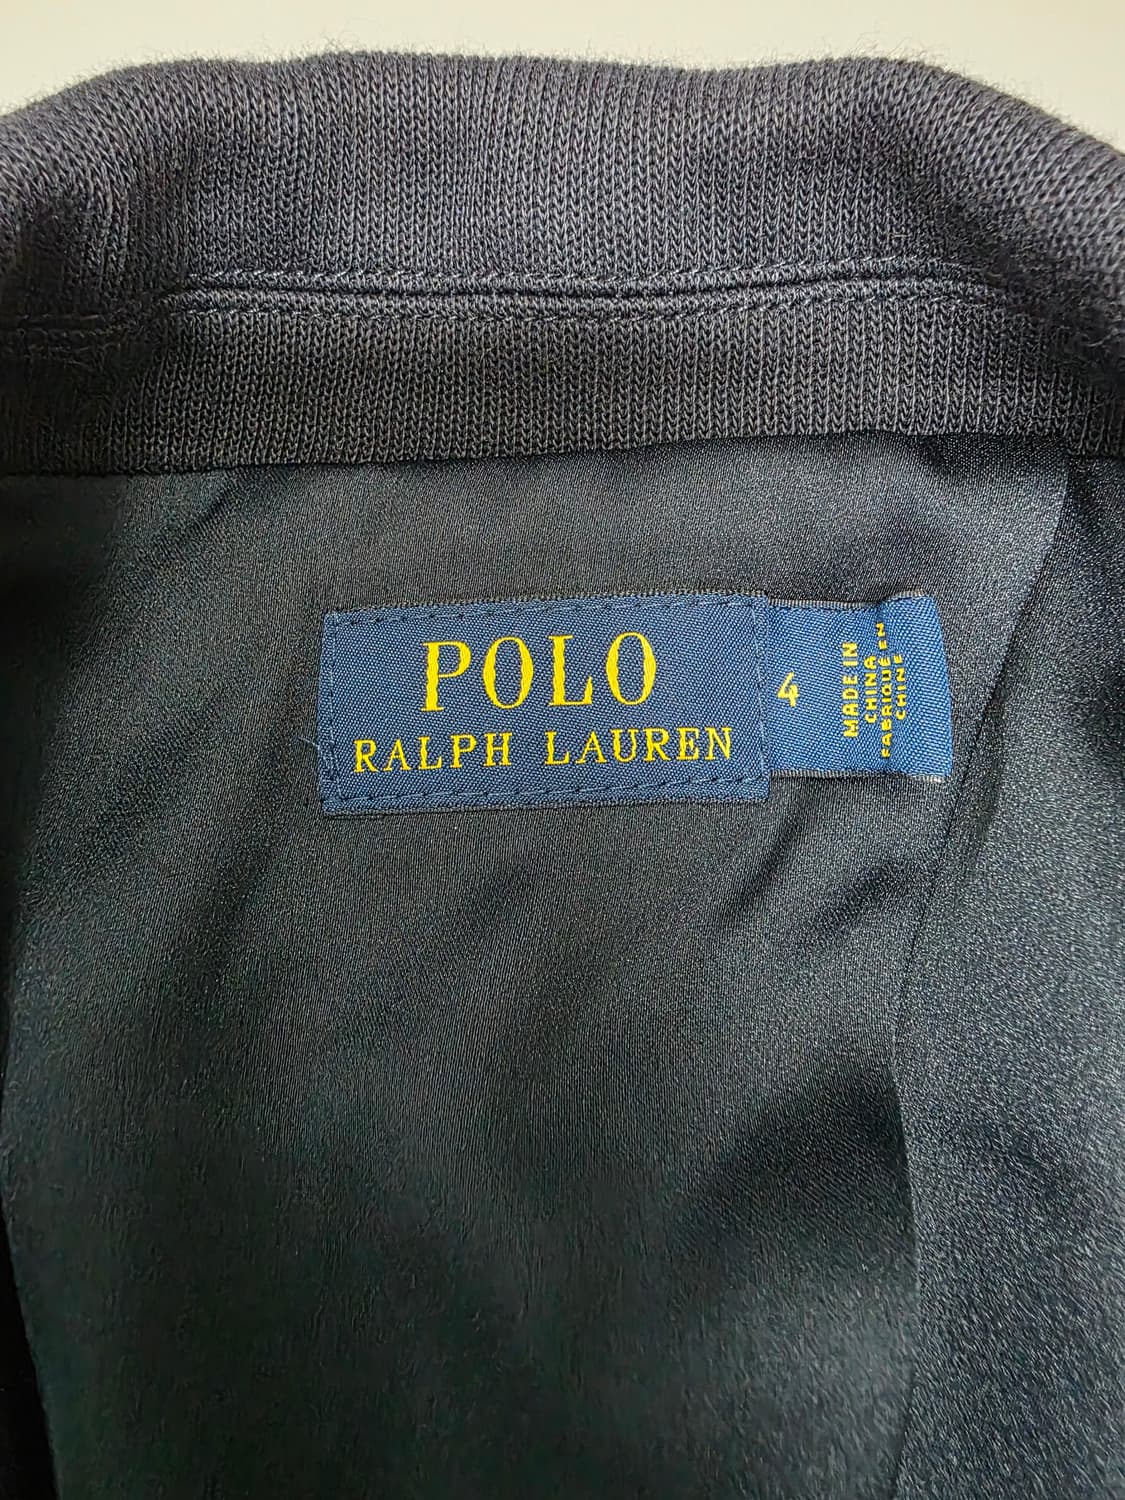 POLO
RALPH LAUREN
4
MADE IN
CHINA
FABRIQUÉ EN
CHINE